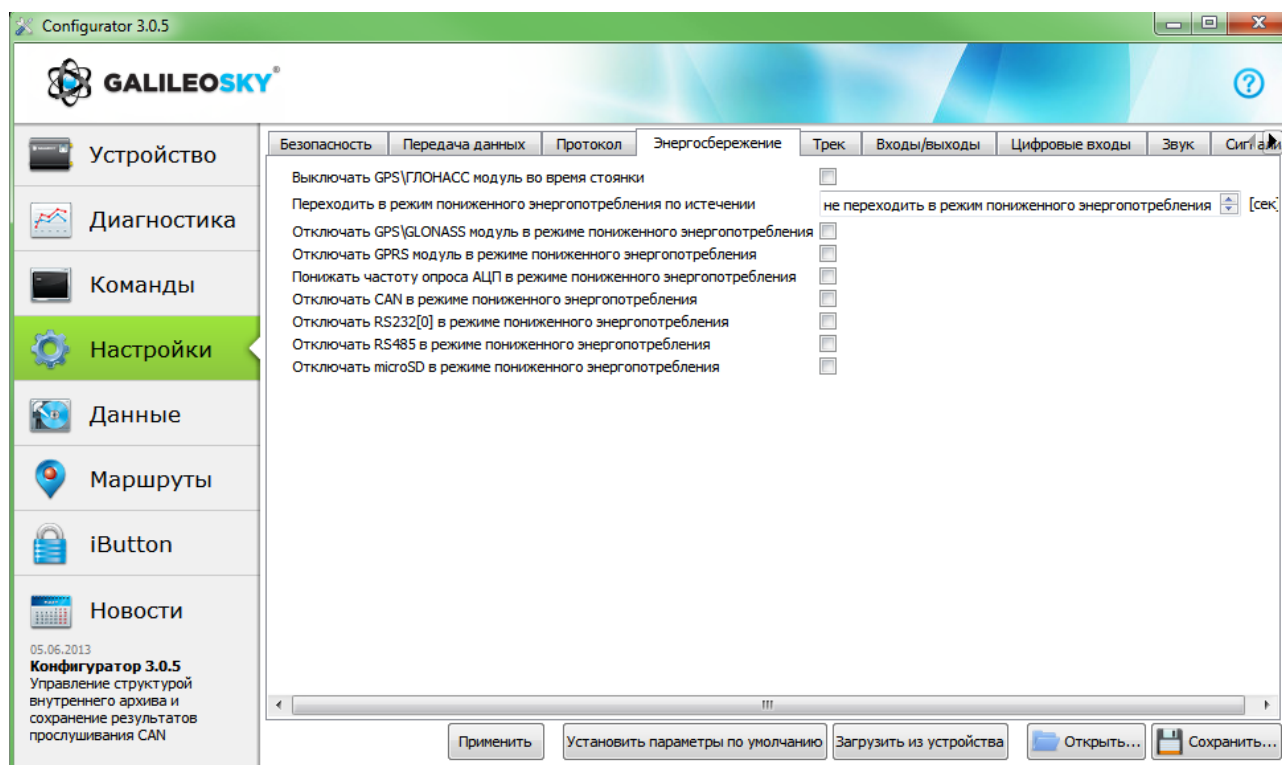 Configurator 3.0.5
GALILEOSKY®
?
Устройство
Диагностика
Команды
Настройки
Данные
Маршруты
iButton
Новости
05.06.2013
Конфигуратор 3.0.5
Управление структурой
внутреннего архива и
сохранение результатов
прослушивания CAN
Безопасность Передача данных Протокол Энергосбережение Трек Входы/выходы Цифровые входы Звук
Выключать GPS\ГЛОНАСС модуль во время стоянки
Переходить в режим пониженного энергопотребления по истечении не переходить в режим пониженного энергопотребления [сек]
Отключать GPS\GLONASS модуль в режиме пониженного энергопотребления
Отключать GPRS модуль в режиме пониженного энергопотребления
Понижать частоту опроса АЦП в режиме пониженного энергопотребления
Отключать CAN в режиме пониженного энергопотребления
Отключать RS232[0] в режиме пониженного энергопотребления
Отключать RS485 в режиме пониженного энергопотребления
Отключать microSD в режиме пониженного энергопотребления
Применить Установить параметры по умолчанию Загрузить из устройства Открыть... Сохранить...